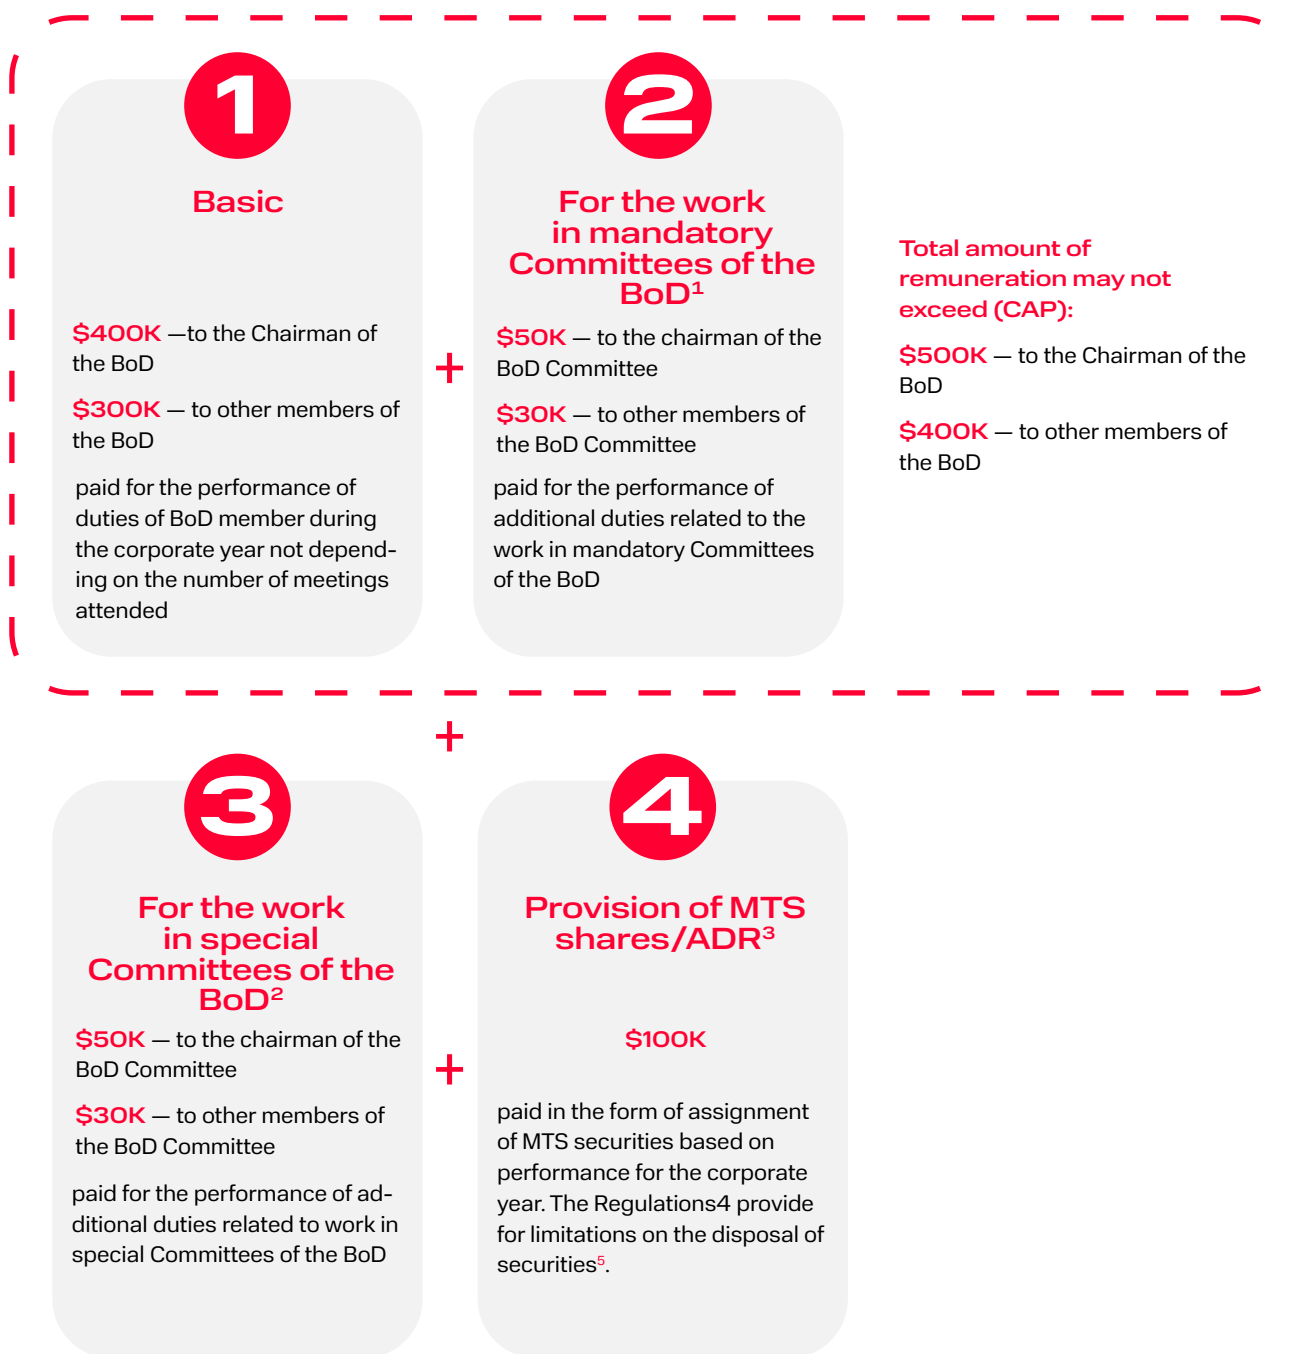 1
Basic
$400K —to the Chairman of
the BoD
$300K — to other members of
the BoD
paid for the performance of
duties of BoD member during
the corporate year not depend-
ing on the number of meetings
attended
+
2
For the work
in mandatory
Committees of the
BoD¹
$50K — to the chairman of the
BoD Committee
$30K — to other members of
the BoD Committee
paid for the performance of
additional duties related to the
work in mandatory Committees
of the BoD
Total amount of
remuneration may not
exceed (CAP):
$500K — to the Chairman of the
BoD
$400K — to other members of
the BoD
+
3
For the work
in special
Committees of the
BoD²
$50K — to the chairman of the
BoD Committee
$30K — to other members of
the BoD Committee
paid for the performance of ad-
ditional duties related to work in
special Committees of the BoD
+
4
Provision of MTS
shares/ADR³
$100K
paid in the form of assignment
of MTS securities based on
performance for the corporate
year. The Regulations4 provide
for limitations on the disposal of
securities⁵.